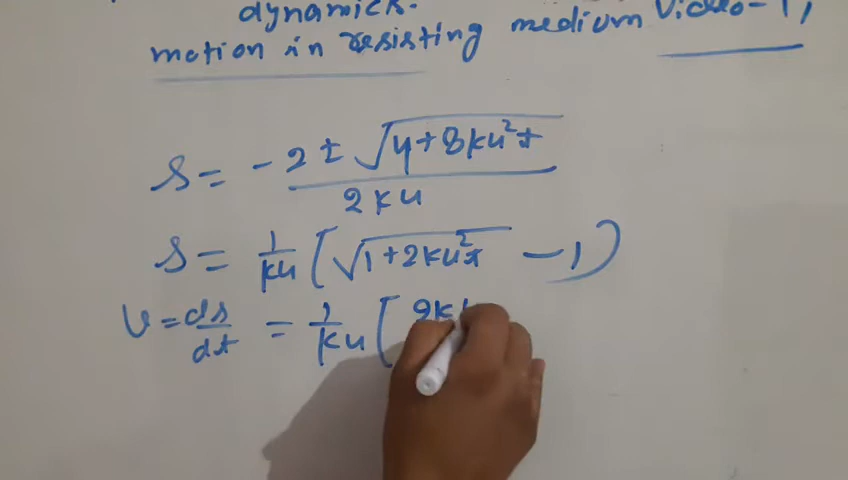 dynamics.
motion in resisting medium Video-1,
s = -2 ± √(4+8ku²t) / 2ku
s = 1/ku [√(1+2ku²t) - 1)
v = ds/dt = 1/ku [ 2k